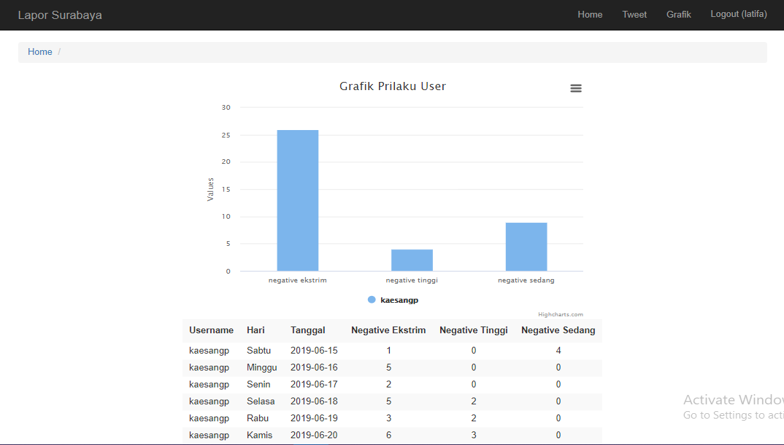 Lapor Surabaya Home Tweet Grafik Logout (latifa)
Home /
Grafik Prilaku User
30
25
20
15
10
5
0
Values
negative ekstrim negative tinggi negative sedang
kaesangp
Highcharts.com
Username Hari Tanggal Negative Ekstrim Negative Tinggi Negative Sedang
kaesangp Sabtu 2019-06-15 1 0 4
kaesangp Minggu 2019-06-16 5 0 0
kaesangp Senin 2019-06-17 2 0 0
kaesangp Selasa 2019-06-18 5 2 0
kaesangp Rabu 2019-06-19 3 2 0
kaesangp Kamis 2019-06-20 6 3 0
Activate Window
Go to Settings to acti